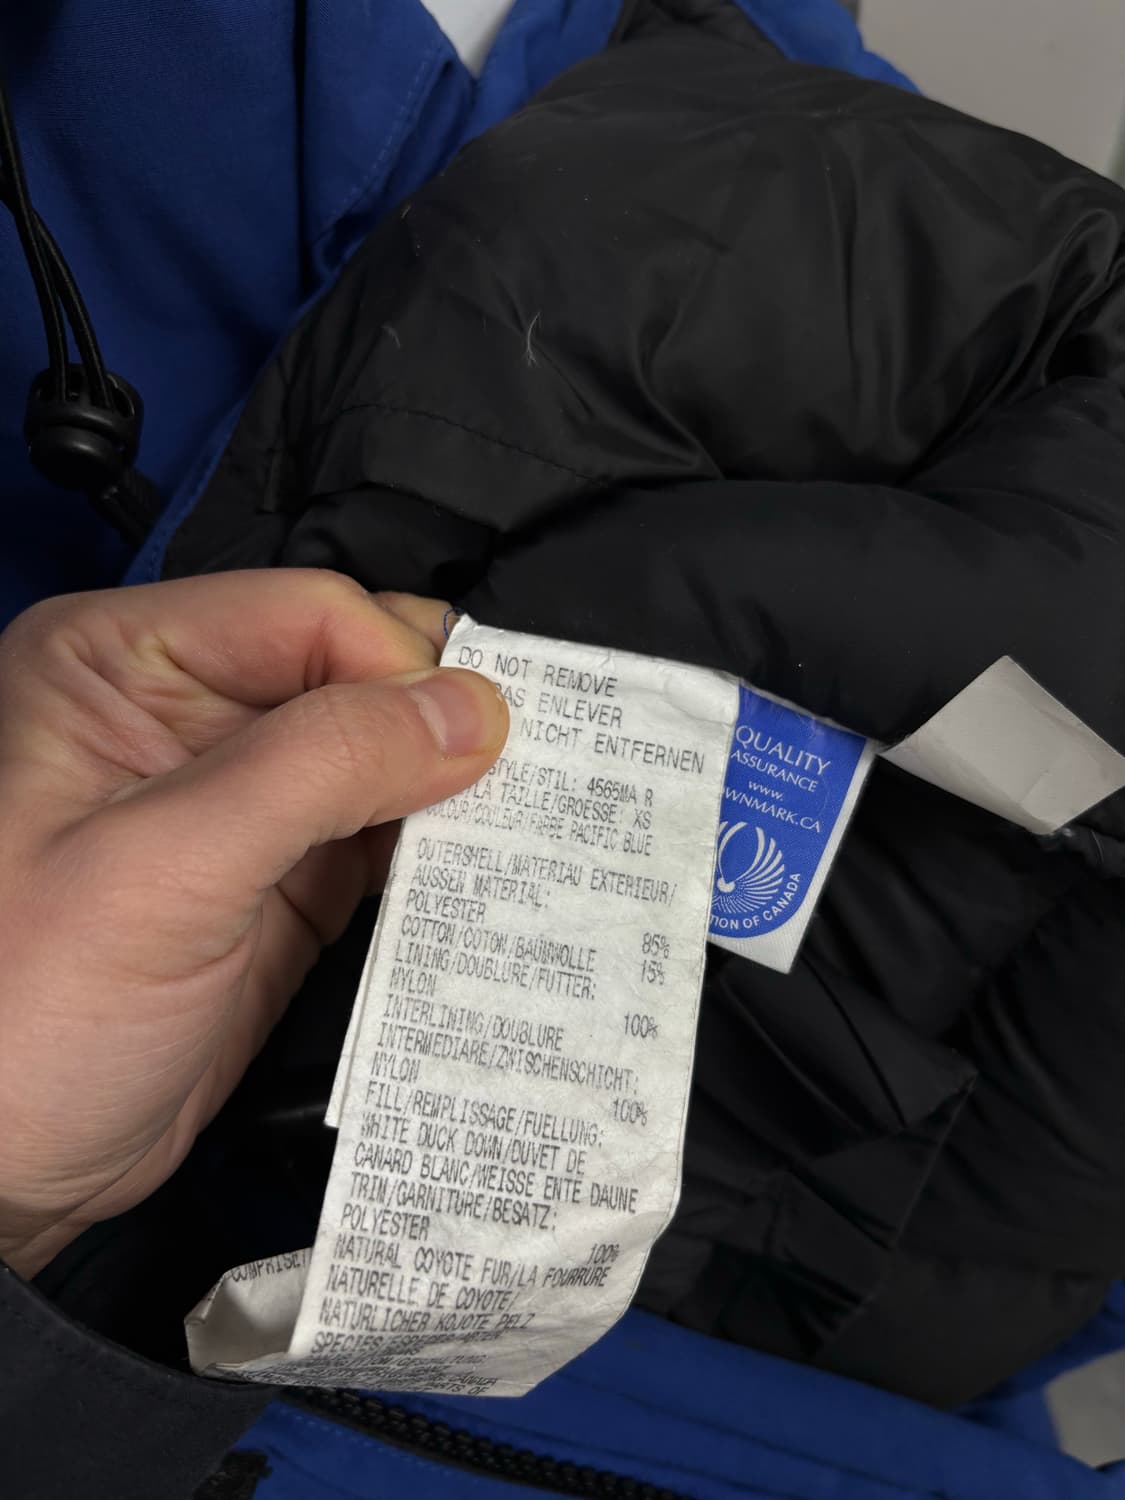 DO NOT REMOVE
PAS ENLEVER
NICHT ENTFERNEN
STYLE/STIL: 4565MA R
LA TAILLE/GROESSE: XS
COLOUR/COULEUR/FARBE PACIFIC BLUE
OUTERSHELL/MATERIAU EXTERIEUR/
AUSSEN MATERIAL:
POLYESTER 85%
COTTON/COTON/BAUMWOLLE 15%
LINING/DOUBLURE/FUTTER:
NYLON 100%
INTERLINING/DOUBLURE
INTERMEDIARE/ZWISCHENSCHICHT:
NYLON 100%
FILL/REMPLISSAGE/FUELLUNG:
WHITE DUCK DOWN/DUVET DE
CANARD BLANC/WEISSE ENTE DAUNE
TRIM/GARNITURE/BESATZ:
POLYESTER 100%
NATURAL COYOTE FUR/LA FOURRURE
NATURELLE DE COYOTE/
NATURLICHER KOJOTE PELZ
QUALITY
ASSURANCE
www.
OWNMARK.CA
TION OF CANADA